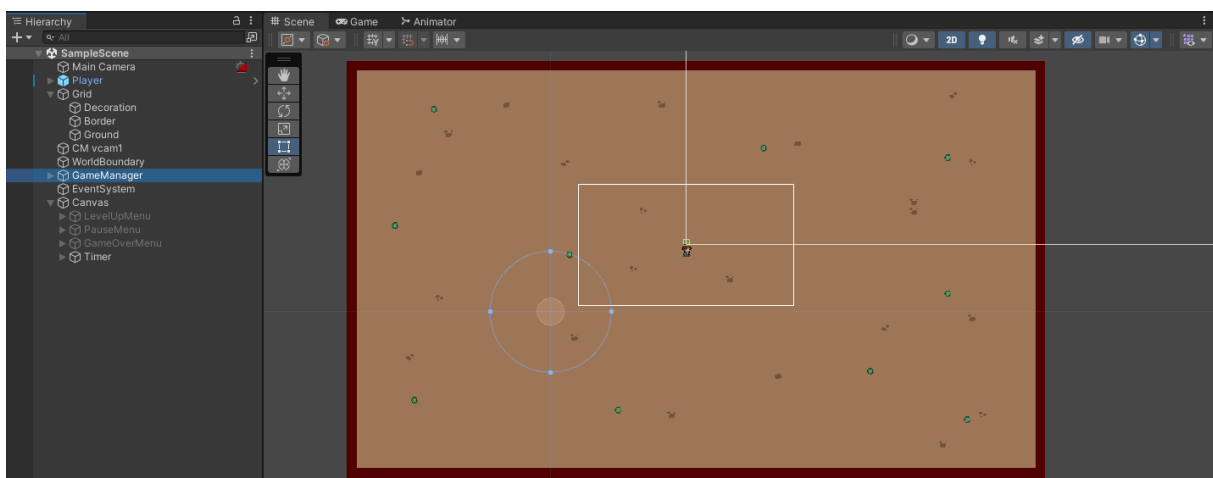 Hierarchy
All
SampleScene
Main Camera
Player
Grid
Decoration
Border
Ground
CM vcam1
WorldBoundary
GameManager
EventSystem
Canvas
LevelUpMenu
PauseMenu
GameOverMenu
Timer
Scene Game Animator
2D